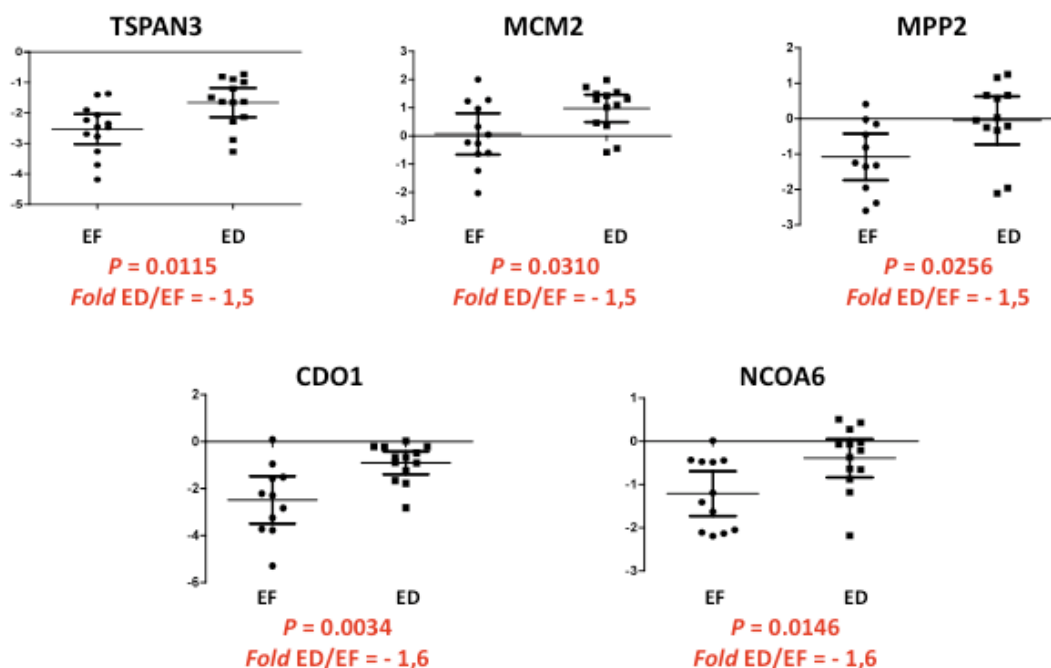 TSPAN3
0
-1
-2
-3
-4
-5
EF ED
P = 0.0115
Fold ED/EF = - 1,5
MCM2
3
2
1
0
-1
-2
-3
EF ED
P = 0.0310
Fold ED/EF = - 1,5
MPP2
2
1
0
-1
-2
-3
EF ED
P = 0.0256
Fold ED/EF = - 1,5
CDO1
2
0
-2
-4
-6
EF ED
P = 0.0034
Fold ED/EF = - 1,6
NCOA6
1
0
-1
-2
-3
EF ED
P = 0.0146
Fold ED/EF = - 1,6